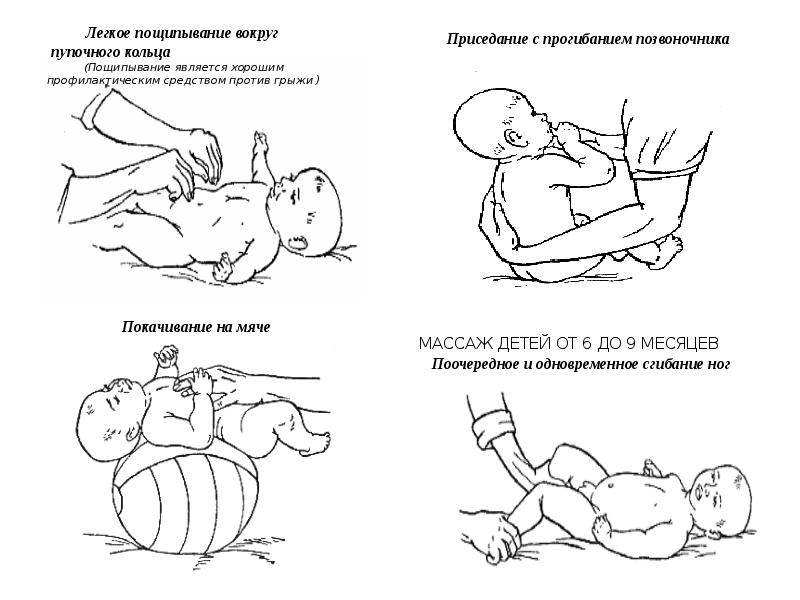 Легкое пощипывание вокруг
пупочного кольца
(Пощипывание является хорошим
профилактическим средством против грыжи )
Приседание с прогибанием позвоночника
Покачивание на мяче
МАССАЖ ДЕТЕЙ ОТ 6 ДО 9 МЕСЯЦЕВ
Поочередное и одновременное сгибание ног